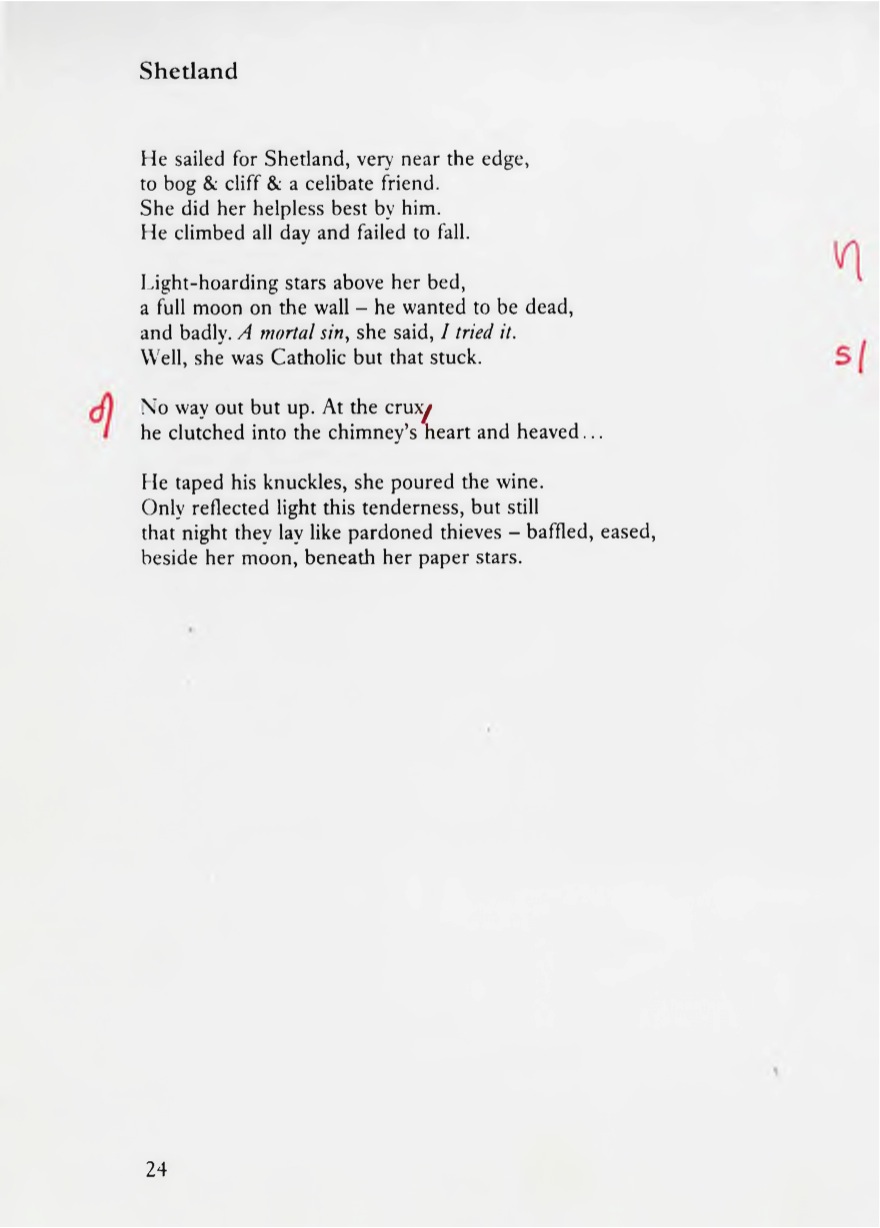 Shetland
He sailed for Shetland, very near the edge,
to bog & cliff & a celibate friend.
She did her helpless best by him.
He climbed all day and failed to fall.
Light-hoarding stars above her bed,
a full moon on the wall – he wanted to be dead,
and badly. A mortal sin, she said, I tried it.
s/
Well, she was Catholic but that stuck.
No way out but up. At the crux,
he clutched into the chimney's heart and heaved...
He taped his knuckles, she poured the wine.
Only reflected light this tenderness, but still
that night they lay like pardoned thieves – baffled, eased,
beside her moon, beneath her paper stars.
24